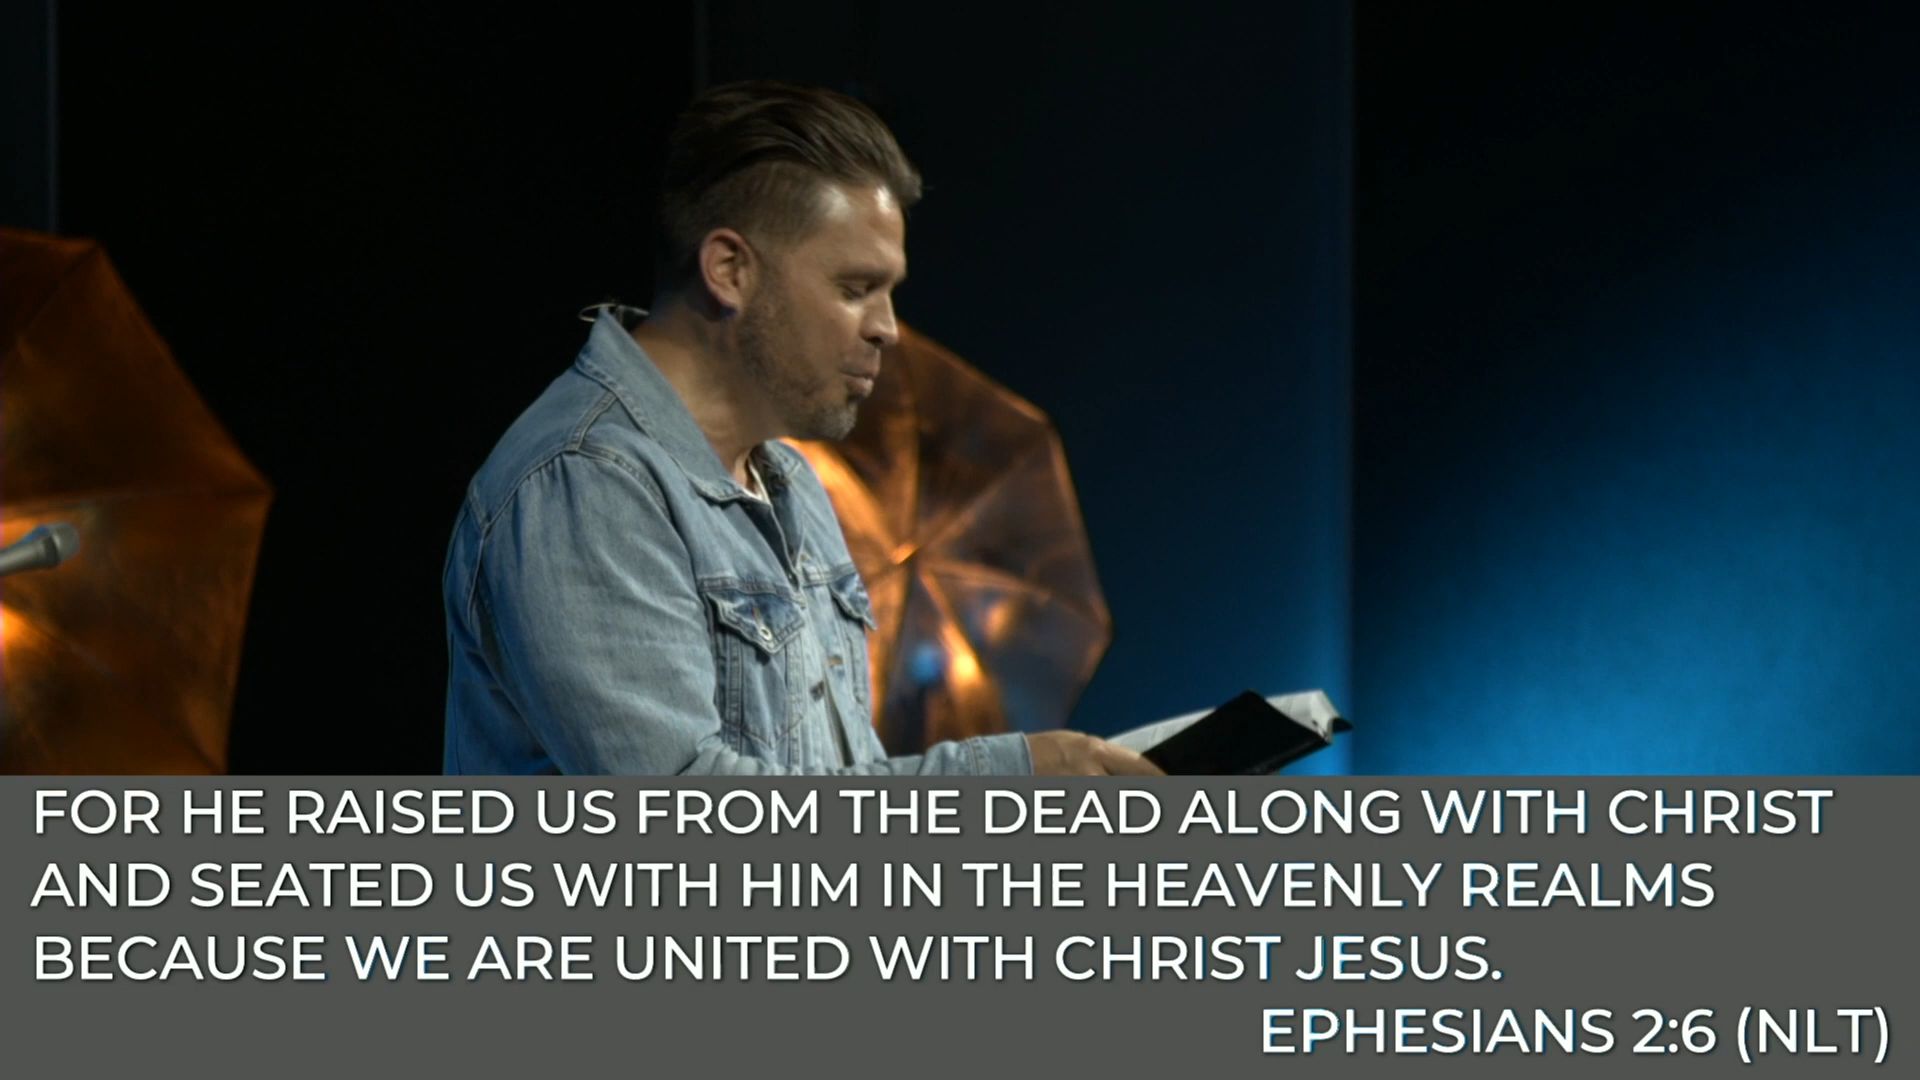 FOR HE RAISED US FROM THE DEAD ALONG WITH CHRIST
AND SEATED US WITH HIM IN THE HEAVENLY REALMS
BECAUSE WE ARE UNITED WITH CHRIST JESUS.
EPHESIANS 2:6 (NLT)